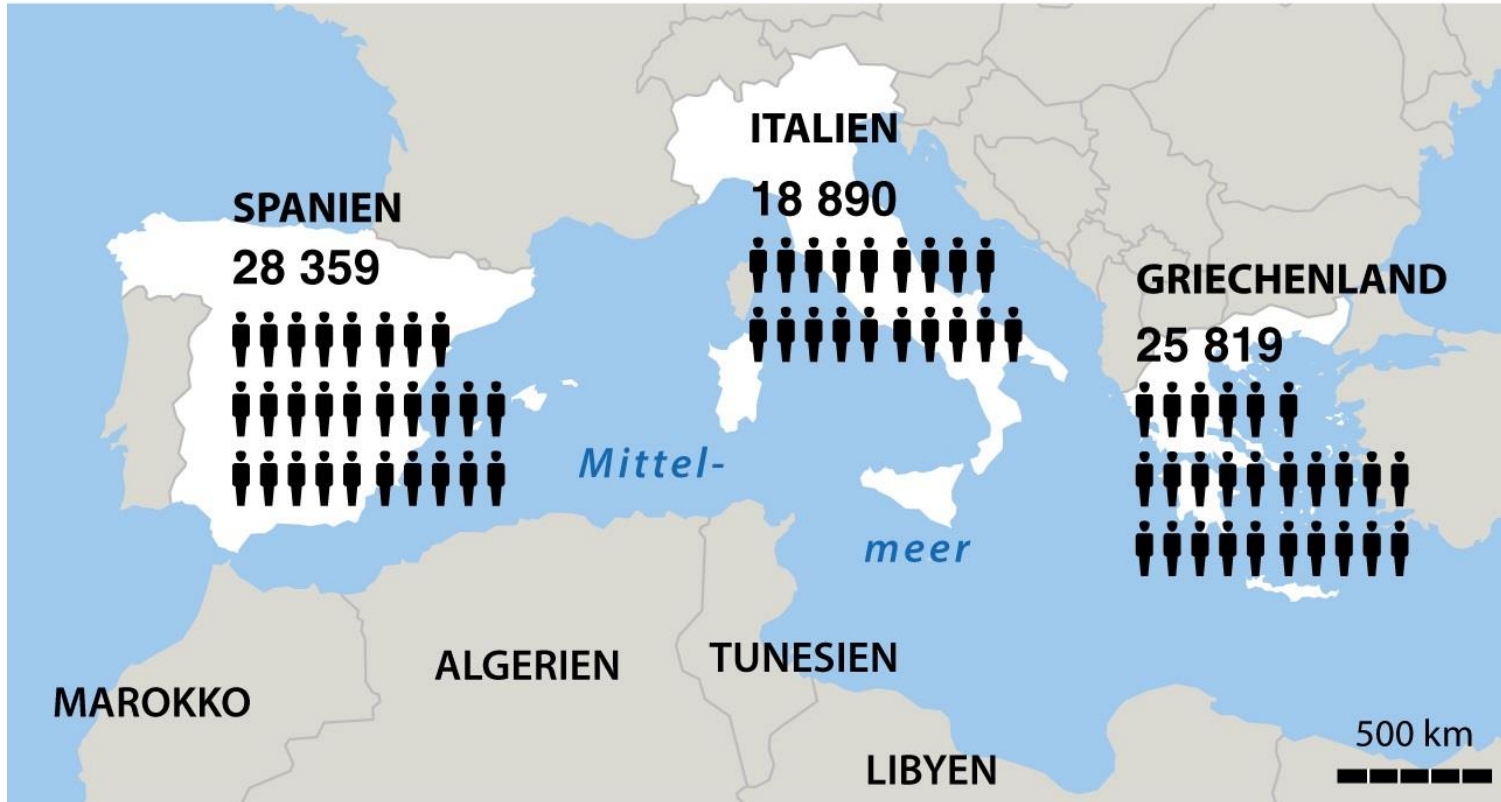 ITALIEN
18 890
SPANIEN
28 359
GRIECHENLAND
25 819
Mittel-
meer
MAROKKO
ALGERIEN
TUNESIEN
LIBYEN
500 km